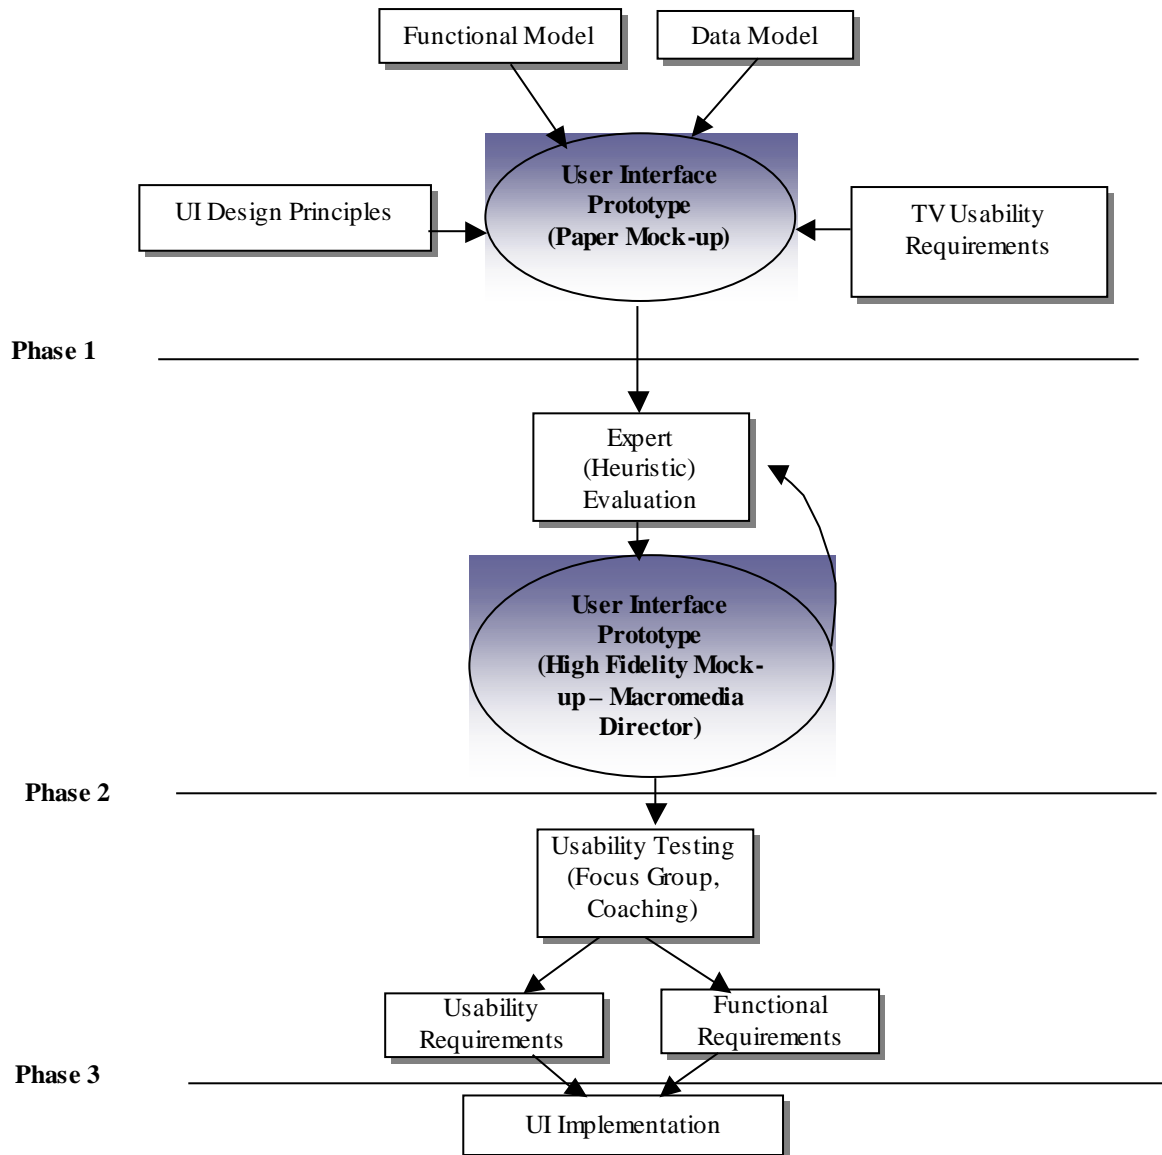 Functional Model
Data Model
User Interface
Prototype
(Paper Mock-up)
UI Design Principles
TV Usability
Requirements
Phase 1
Expert
(Heuristic)
Evaluation
User Interface
Prototype
(High Fidelity Mock-
up – Macromedia
Director)
Phase 2
Usability Testing
(Focus Group,
Coaching)
Usability
Requirements
Functional
Requirements
Phase 3
UI Implementation